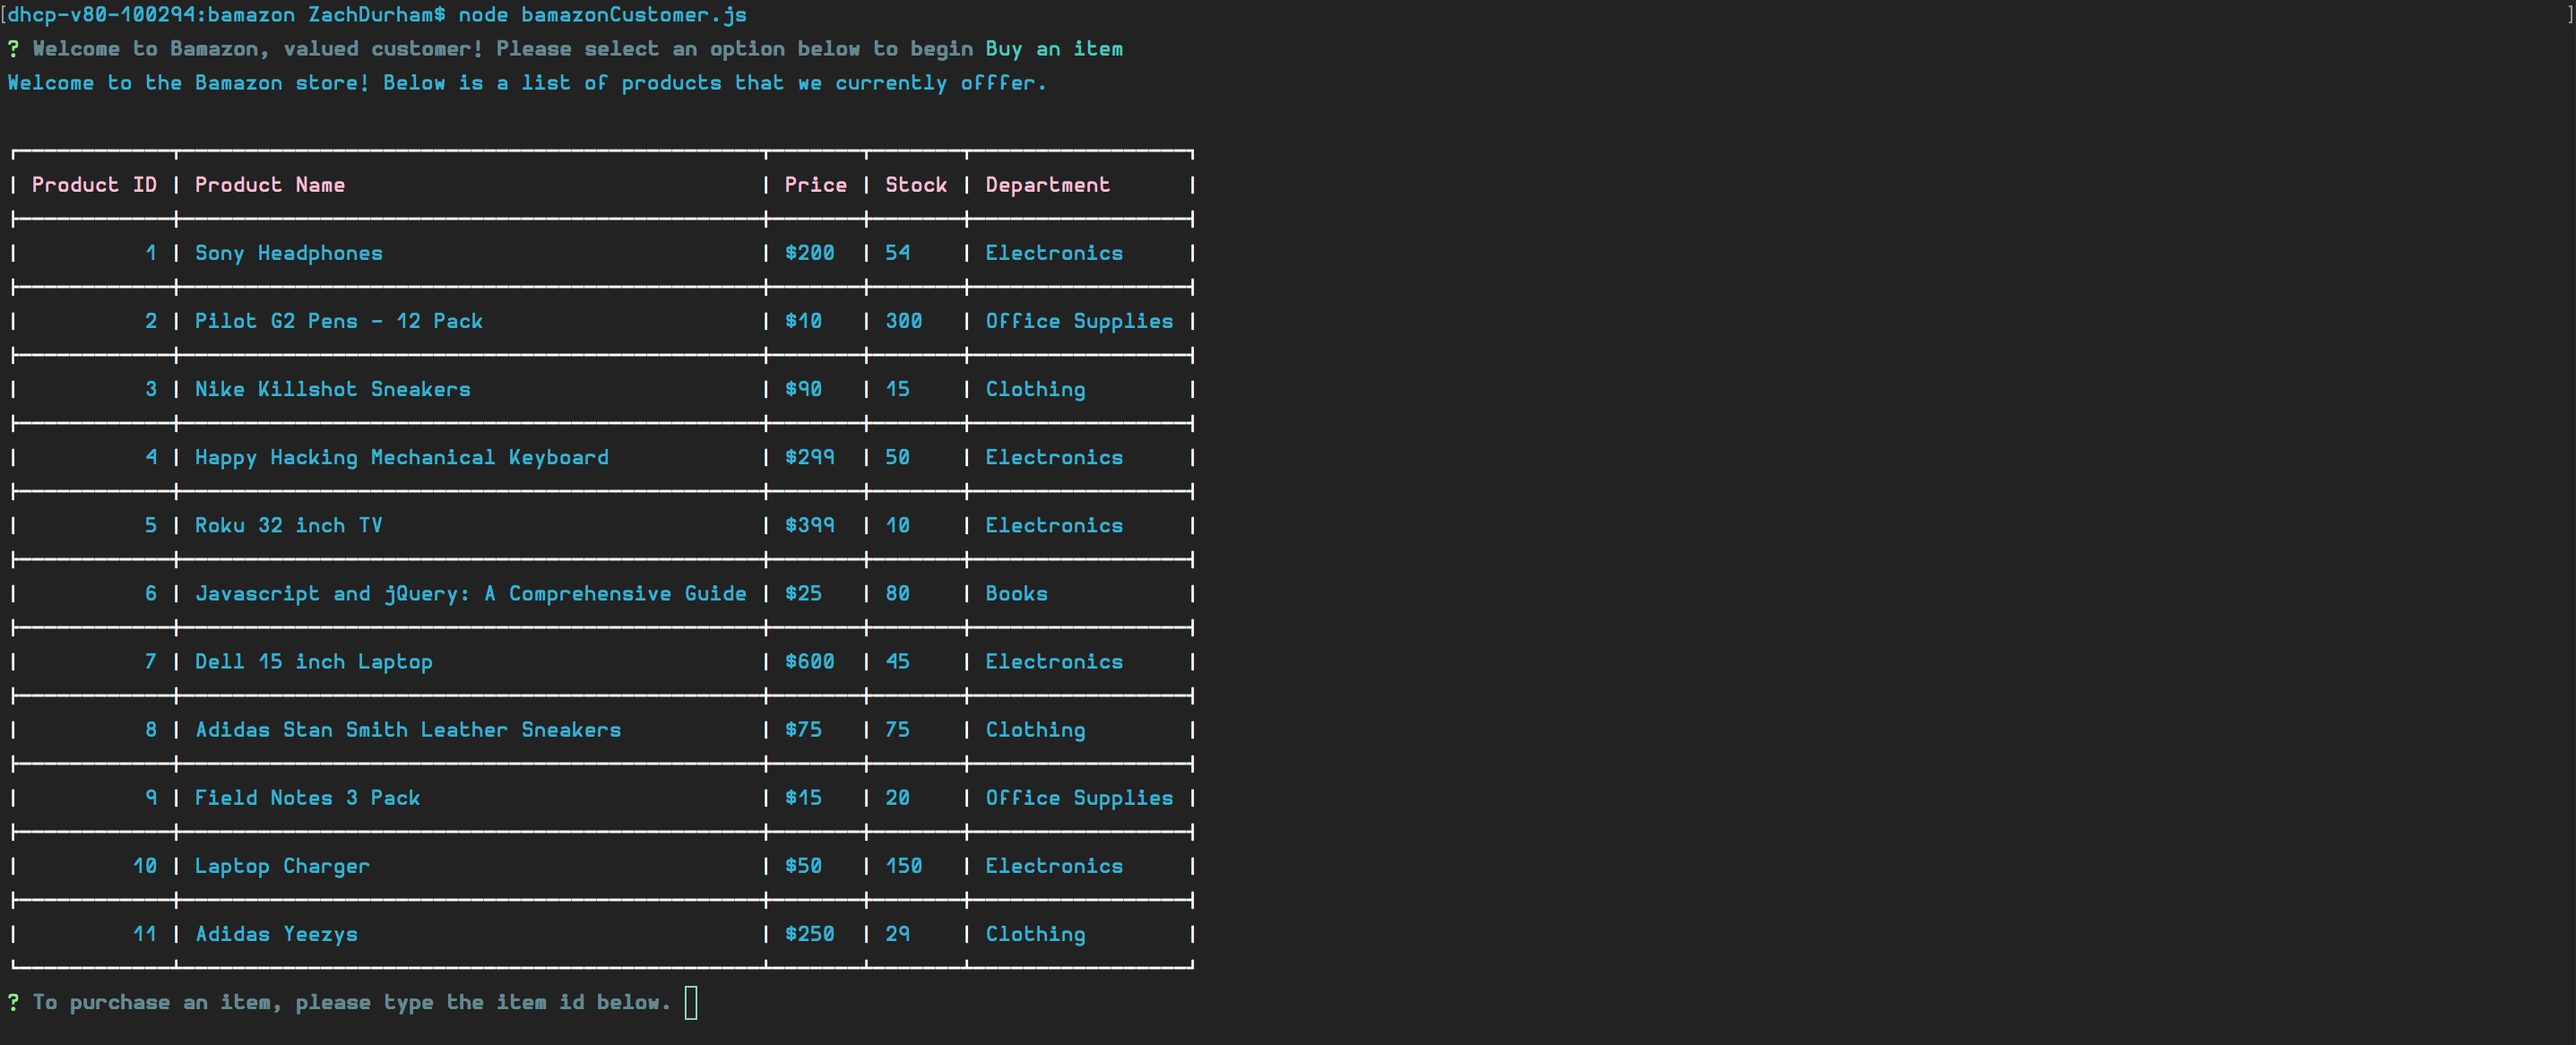 [dhcp-v80-100294:bamazon ZachDurham$ node bamazonCustomer.js ]
? Welcome to Bamazon, valued customer! Please select an option below to begin Buy an item
Welcome to the Bamazon store! Below is a list of products that we currently offfer.
| Product ID | Product Name | Price | Stock | Department |
| 1 | Sony Headphones | $200 | 54 | Electronics |
| 2 | Pilot G2 Pens - 12 Pack | $10 | 300 | Office Supplies |
| 3 | Nike Killshot Sneakers | $90 | 15 | Clothing |
| 4 | Happy Hacking Mechanical Keyboard | $299 | 50 | Electronics |
| 5 | Roku 32 inch TV | $399 | 10 | Electronics |
| 6 | Javascript and jQuery: A Comprehensive Guide | $25 | 80 | Books |
| 7 | Dell 15 inch Laptop | $600 | 45 | Electronics |
| 8 | Adidas Stan Smith Leather Sneakers | $75 | 75 | Clothing |
| 9 | Field Notes 3 Pack | $15 | 20 | Office Supplies |
| 10 | Laptop Charger | $50 | 150 | Electronics |
| 11 | Adidas Yeezys | $250 | 29 | Clothing |
? To purchase an item, please type the item id below.